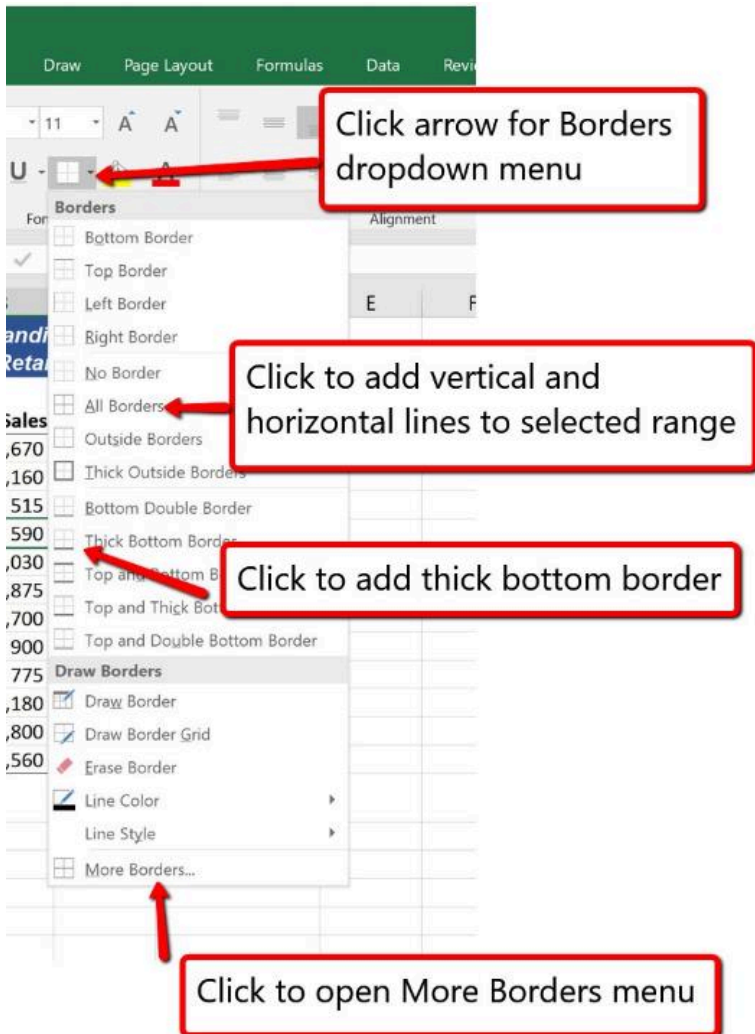 Draw Page Layout Formulas Data
11 A A
Click arrow for Borders
dropdown menu
U A
Borders
Alignment
Bottom Border
Top Border
Left Border
E F
Right Border
No Border
Click to add vertical and
horizontal lines to selected range
All Borders
Sales
Outside Borders
,670
Thick Outside Borders
,160
Bottom Double Border
515
Thick Bottom Border
590
Click to add thick bottom border
,030
Top and Bottom B
,875
Top and Thick Bot
,700
Top and Double Bottom Border
900
Draw Borders
775
Draw Border
,180
Draw Border Grid
,800
Erase Border
,560
Line Color
Line Style
More Borders...
Click to open More Borders menu